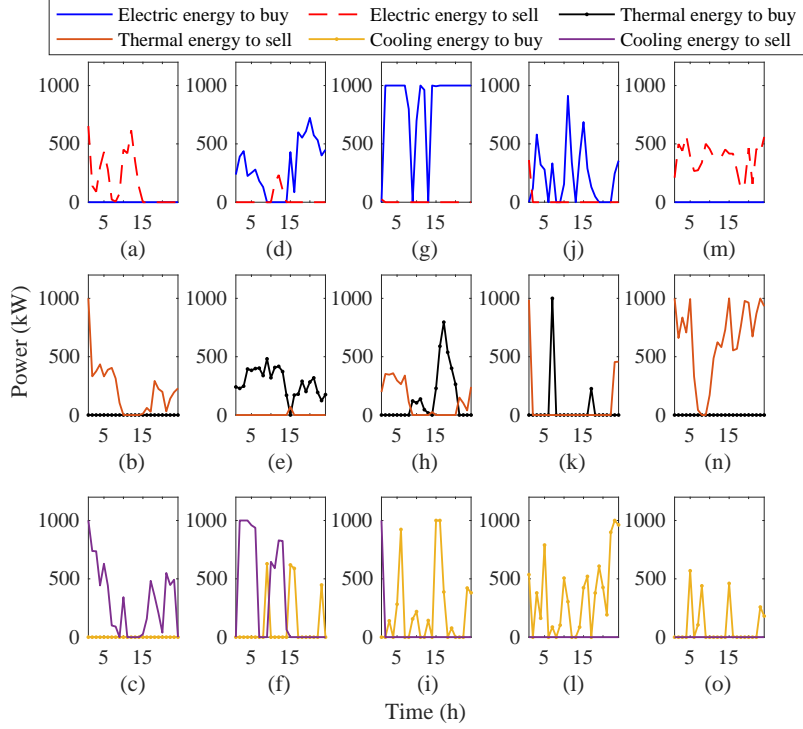 Electric energy to buy Electric energy to sell Thermal energy to buy
Thermal energy to sell Cooling energy to buy Cooling energy to sell
1000 1000 1000 1000 1000
500 500 500 500 500
0 0 0 0 0
5 15 5 15 5 15 5 15 5 15
(a) (d) (g) (j) (m)
Power (kW)
1000 1000 1000 1000 1000
500 500 500 500 500
0 0 0 0 0
5 15 5 15 5 15 5 15 5 15
(b) (e) (h) (k) (n)
1000 1000 1000 1000 1000
500 500 500 500 500
0 0 0 0 0
5 15 5 15 5 15 5 15 5 15
(c) (f) (i) (l) (o)
Time (h)